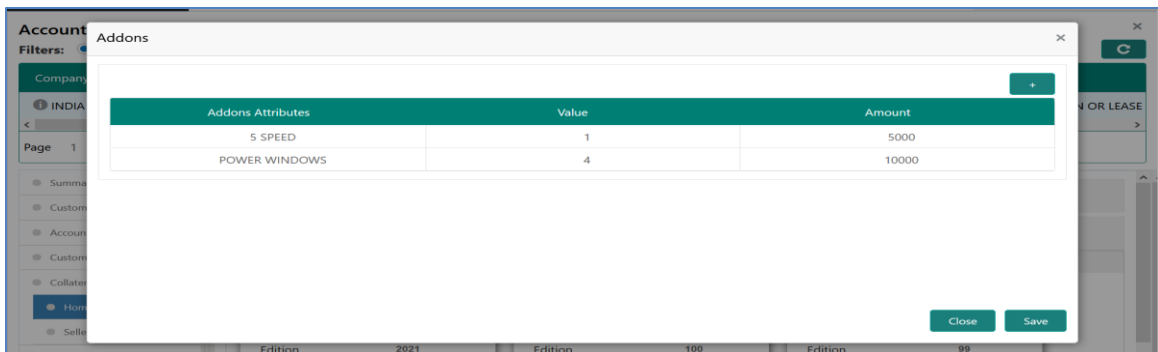 Account
Addons
×
×
Filters:
Company
+
INDIA
Addons Attributes Value Amount
N OR LEASE
<
>
5 SPEED 1 5000
Page 1
POWER WINDOWS 4 10000
Summa
Custom
Accoun
Custom
Collater
Hom
Close Save
Selle
Edition 2021 Edition 100 Edition 99